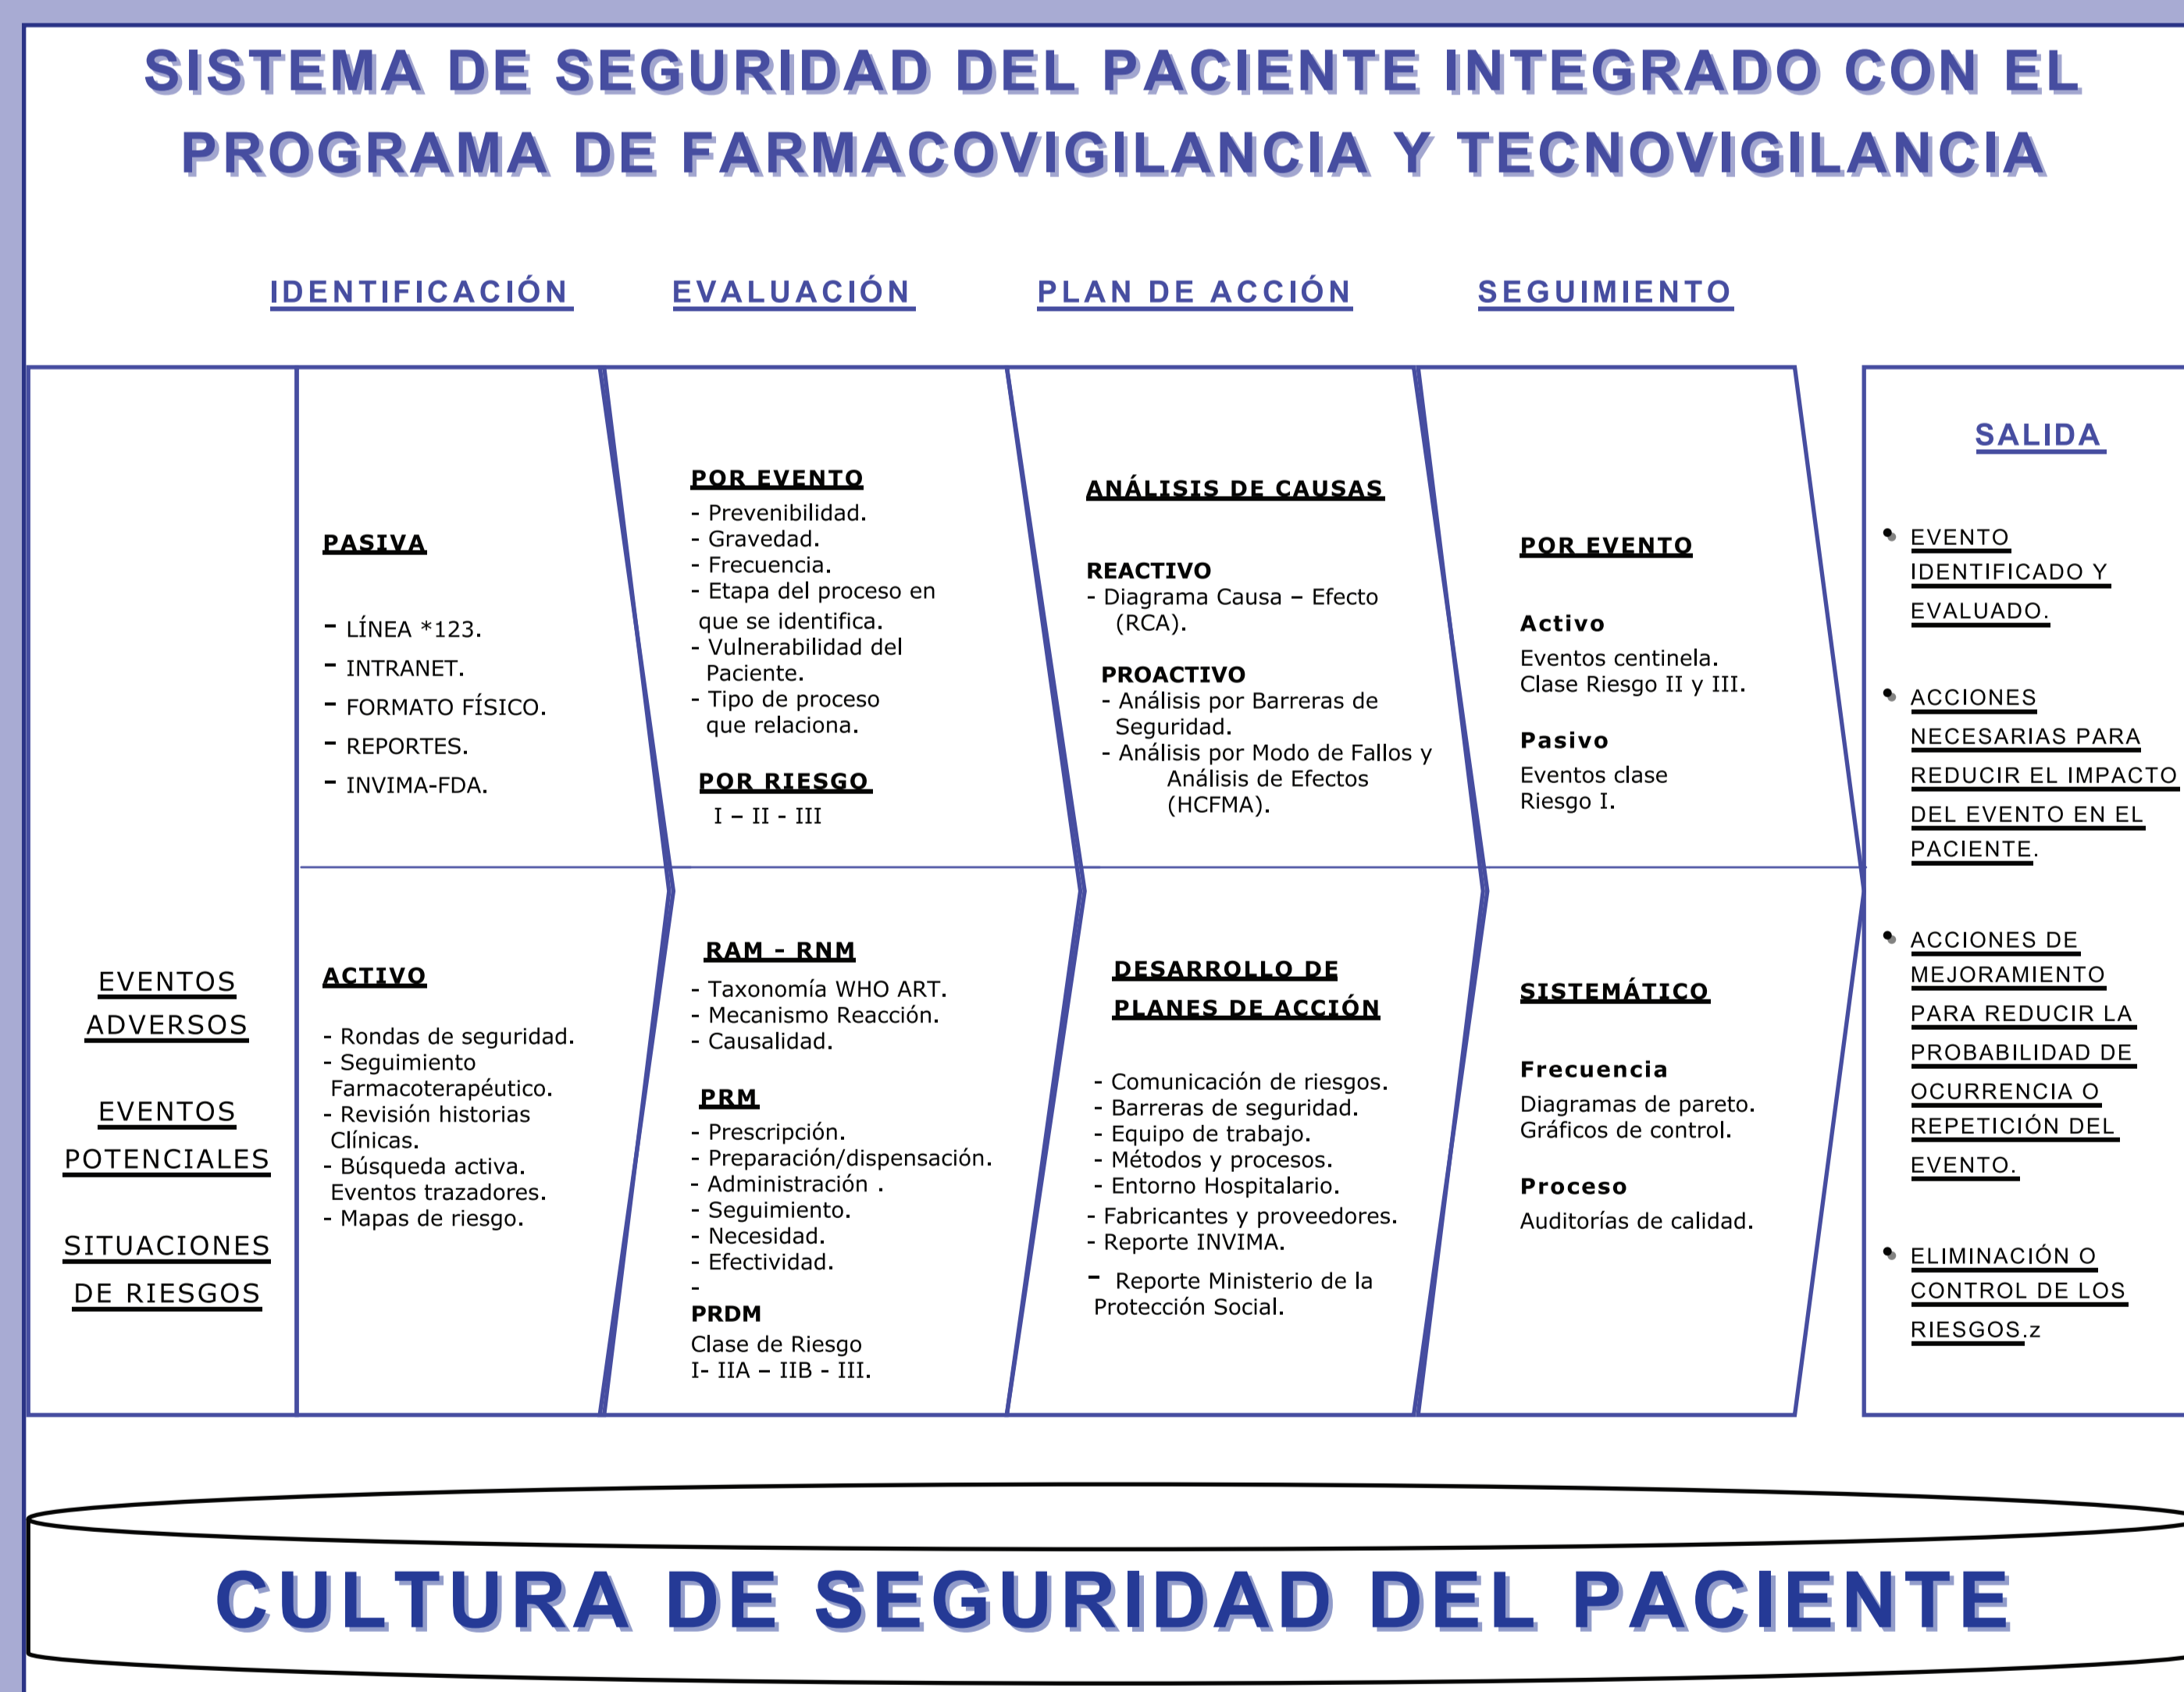 SISTEMA DE SEGURIDAD DEL PACIENTE INTEGRADO CON EL
PROGRAMA DE FARMACOVIGILANCIA Y TECNOVIGILANCIA
IDENTIFICACIÓN
EVALUACIÓN
PLAN DE ACCIÓN
SEGUIMIENTO
EVENTOS
ADVERSOS
EVENTOS
POTENCIALES
SITUACIONES
DE RIESGOS
PASIVA
- LÍNEA *123.
- INTRANET.
- FORMATO FÍSICO.
- REPORTES.
- INVIMA-FDA.
ACTIVO
- Rondas de seguridad.
- Seguimiento
Farmacoterapéutico.
- Revisión historias
Clínicas.
- Búsqueda activa.
Eventos trazadores.
- Mapas de riesgo.
POR EVENTO
- Prevenibilidad.
- Gravedad.
- Frecuencia.
- Etapa del proceso en
que se identifica.
- Vulnerabilidad del
Paciente.
- Tipo de proceso
que relaciona.
POR RIESGO
I – II - III
RAM – RNM
- Taxonomía WHO ART.
- Mecanismo Reacción.
- Causalidad.
PRM
- Prescripción.
- Preparación/dispensación.
- Administración .
- Seguimiento.
- Necesidad.
- Efectividad.
-
PRDM
Clase de Riesgo
I- IIA – IIB - III.
ANÁLISIS DE CAUSAS
REACTIVO
- Diagrama Causa – Efecto
(RCA).
PROACTIVO
- Análisis por Barreras de
Seguridad.
- Análisis por Modo de Fallos y
Análisis de Efectos
(HCFMA).
DESARROLLO DE
PLANES DE ACCIÓN
- Comunicación de riesgos.
- Barreras de seguridad.
- Equipo de trabajo.
- Métodos y procesos.
- Entorno Hospitalario.
- Fabricantes y proveedores.
- Reporte INVIMA.
- Reporte Ministerio de la
Protección Social.
POR EVENTO
Activo
Eventos centinela.
Clase Riesgo II y III.
Pasivo
Eventos clase
Riesgo I.
SISTEMÁTICO
Frecuencia
Diagramas de pareto.
Gráficos de control.
Proceso
Auditorías de calidad.
SALIDA
• EVENTO
IDENTIFICADO Y
EVALUADO.
• ACCIONES
NECESARIAS PARA
REDUCIR EL IMPACTO
DEL EVENTO EN EL
PACIENTE.
• ACCIONES DE
MEJORAMIENTO
PARA REDUCIR LA
PROBABILIDAD DE
OCURRENCIA O
REPETICIÓN DEL
EVENTO.
• ELIMINACIÓN O
CONTROL DE LOS
RIESGOS.z
CULTURA DE SEGURIDAD DEL PACIENTE